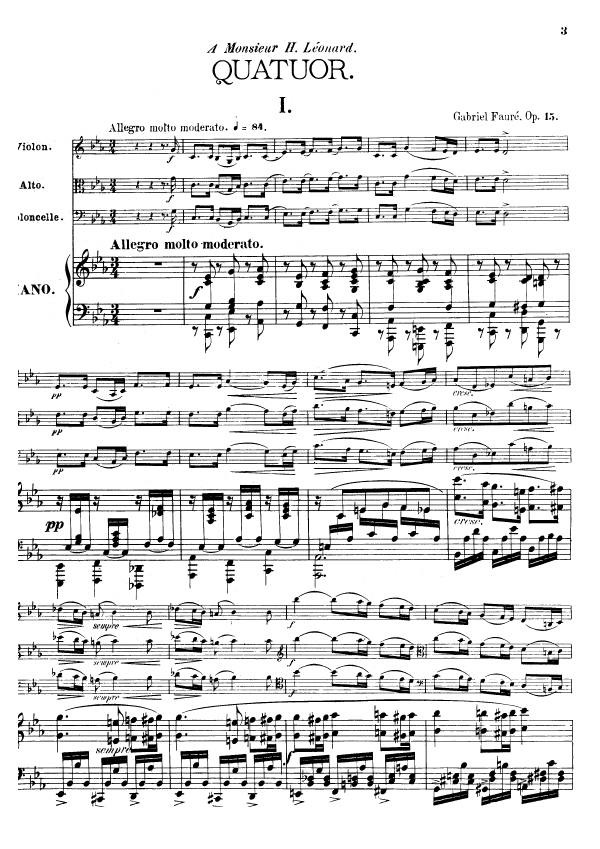 3
A Monsieur H. Léonard.
QUATUOR.
I.
Gabriel Fauré. Op. 15.
Allegro molto moderato. ♩ = 84.
Violon.
f
Alto.
f
loncelle.
f
Allegro molto moderato.
IANO.
f
pp
cresc.
pp
cresc.
pp
cresc.
pp
cresc.
sempre
f
sempre
f
sempre
f
sempre
f